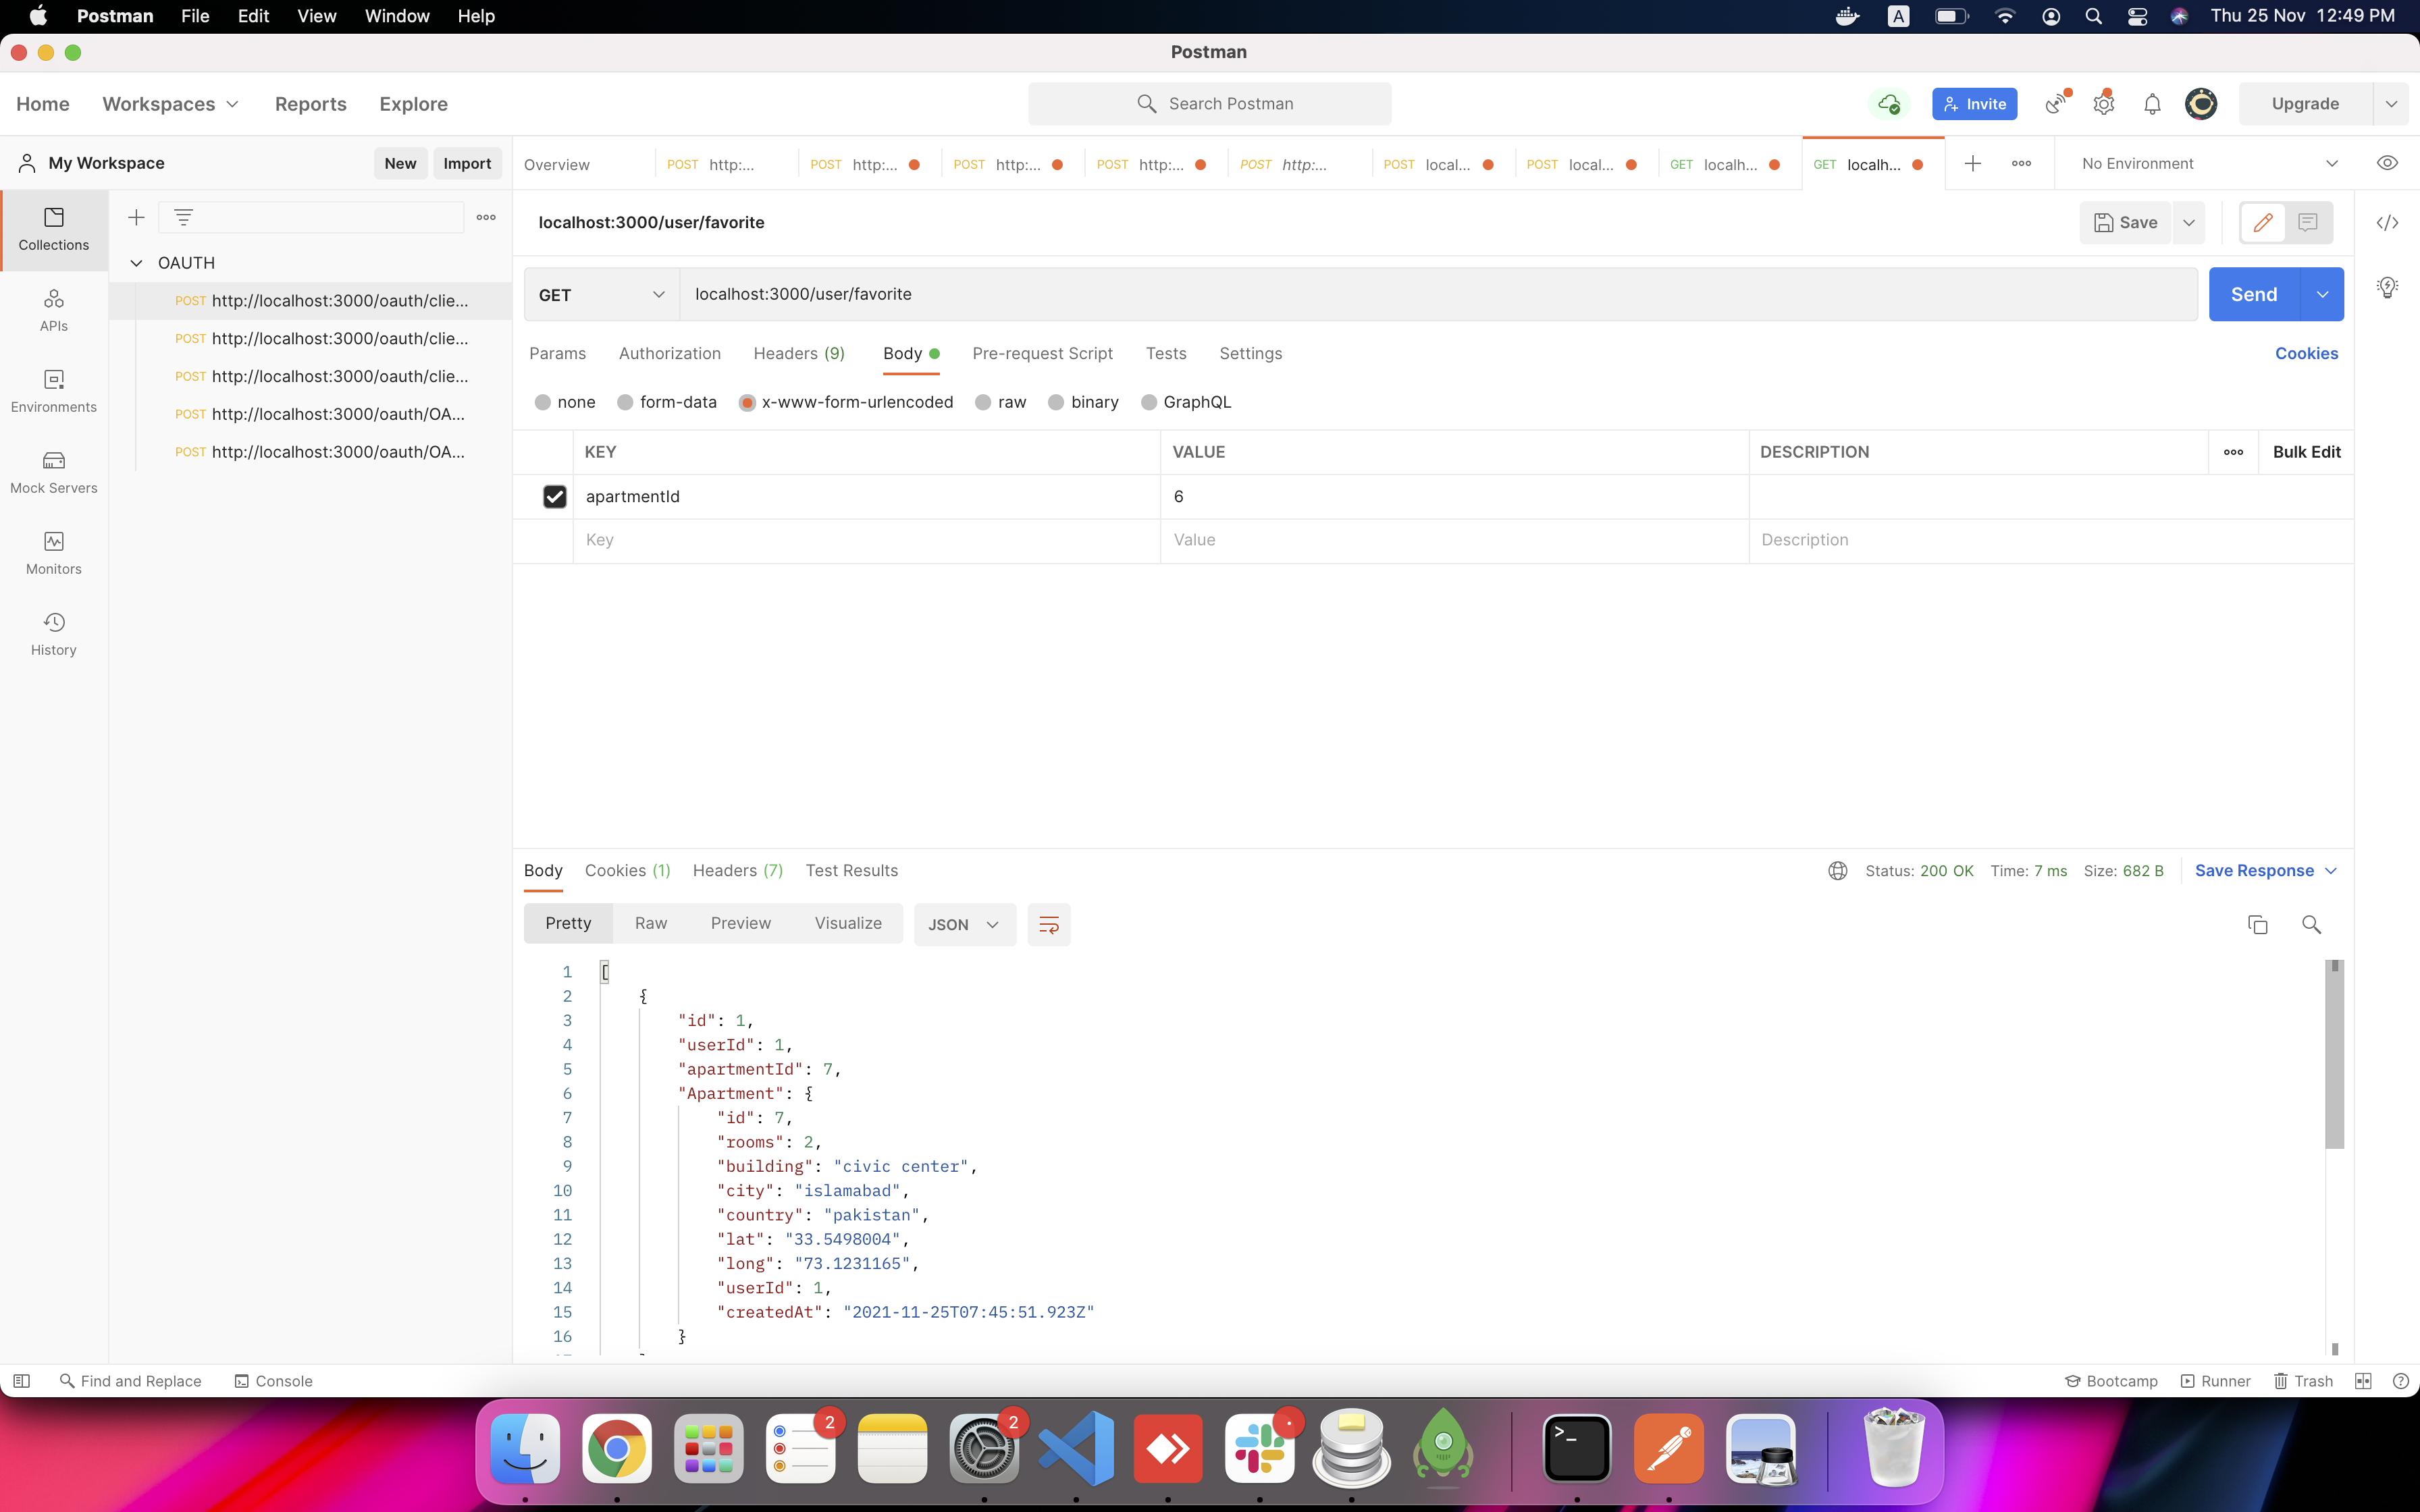 Postman File Edit View Window Help A Thu 25 Nov 12:49 PM
Postman
Home Workspaces Reports Explore Search Postman Invite Upgrade
My Workspace New Import Overview POST http:... POST http:... POST http:... POST http:... POST http:... POST local... POST local... GET localh... GET localh... No Environment
Collections
localhost:3000/user/favorite Save
OAUTH
POST http://localhost:3000/oauth/clie...
POST http://localhost:3000/oauth/clie...
POST http://localhost:3000/oauth/clie...
POST http://localhost:3000/oauth/OA...
POST http://localhost:3000/oauth/OA...
APIs
Environments
Mock Servers
Monitors
History
GET localhost:3000/user/favorite Send
Params Authorization Headers (9) Body Pre-request Script Tests Settings Cookies
none form-data x-www-form-urlencoded raw binary GraphQL
KEY VALUE DESCRIPTION Bulk Edit
apartmentId 6
Key Value Description
Body Cookies (1) Headers (7) Test Results Status: 200 OK Time: 7 ms Size: 682 B Save Response
Pretty Raw Preview Visualize JSON
1 [
2 {
3 "id": 1,
4 "userId": 1,
5 "apartmentId": 7,
6 "Apartment": {
7 "id": 7,
8 "rooms": 2,
9 "building": "civic center",
10 "city": "islamabad",
11 "country": "pakistan",
12 "lat": "33.5498004",
13 "long": "73.1231165",
14 "userId": 1,
15 "createdAt": "2021-11-25T07:45:51.923Z"
16 }
Find and Replace Console Bootcamp Runner Trash
2 2